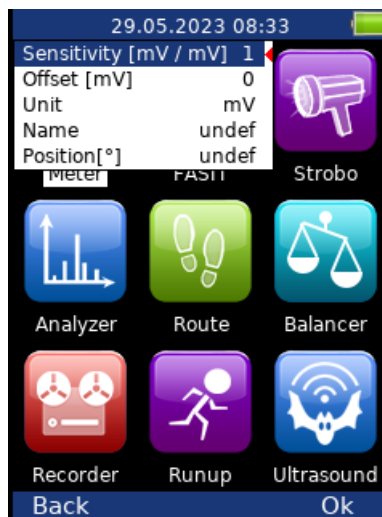 29.05.2023 08:33
Sensitivity [mV / mV] 1
Offset [mV] 0
Unit mV
Name undef
Position[°] undef
Meter FASIT Strobo
Analyzer Route Balancer
Recorder Runup Ultrasound
Back Ok